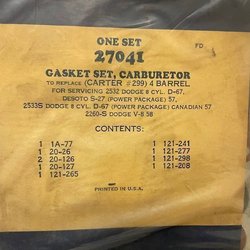 ONE SET
FD
27041
GASKET SET, CARBURETOR
TO REPLACE (CARTER #299) 4 BARREL
FOR SERVICING 2532 DODGE 8 CYL. D-67,
DESOTO S-27 (POWER PACKAGE) 57,
2533S DODGE 8 CYL. D-67 (POWER PACKAGE) CANADIAN 57
2260-S DODGE V-8 58
CONTENTS:
1 1A-77 1 121-241
1 20-26 1 121-277
2 20-126 1 121-298
1 20-127 1 121-208
1 121-265
PRINTED IN U.S.A.